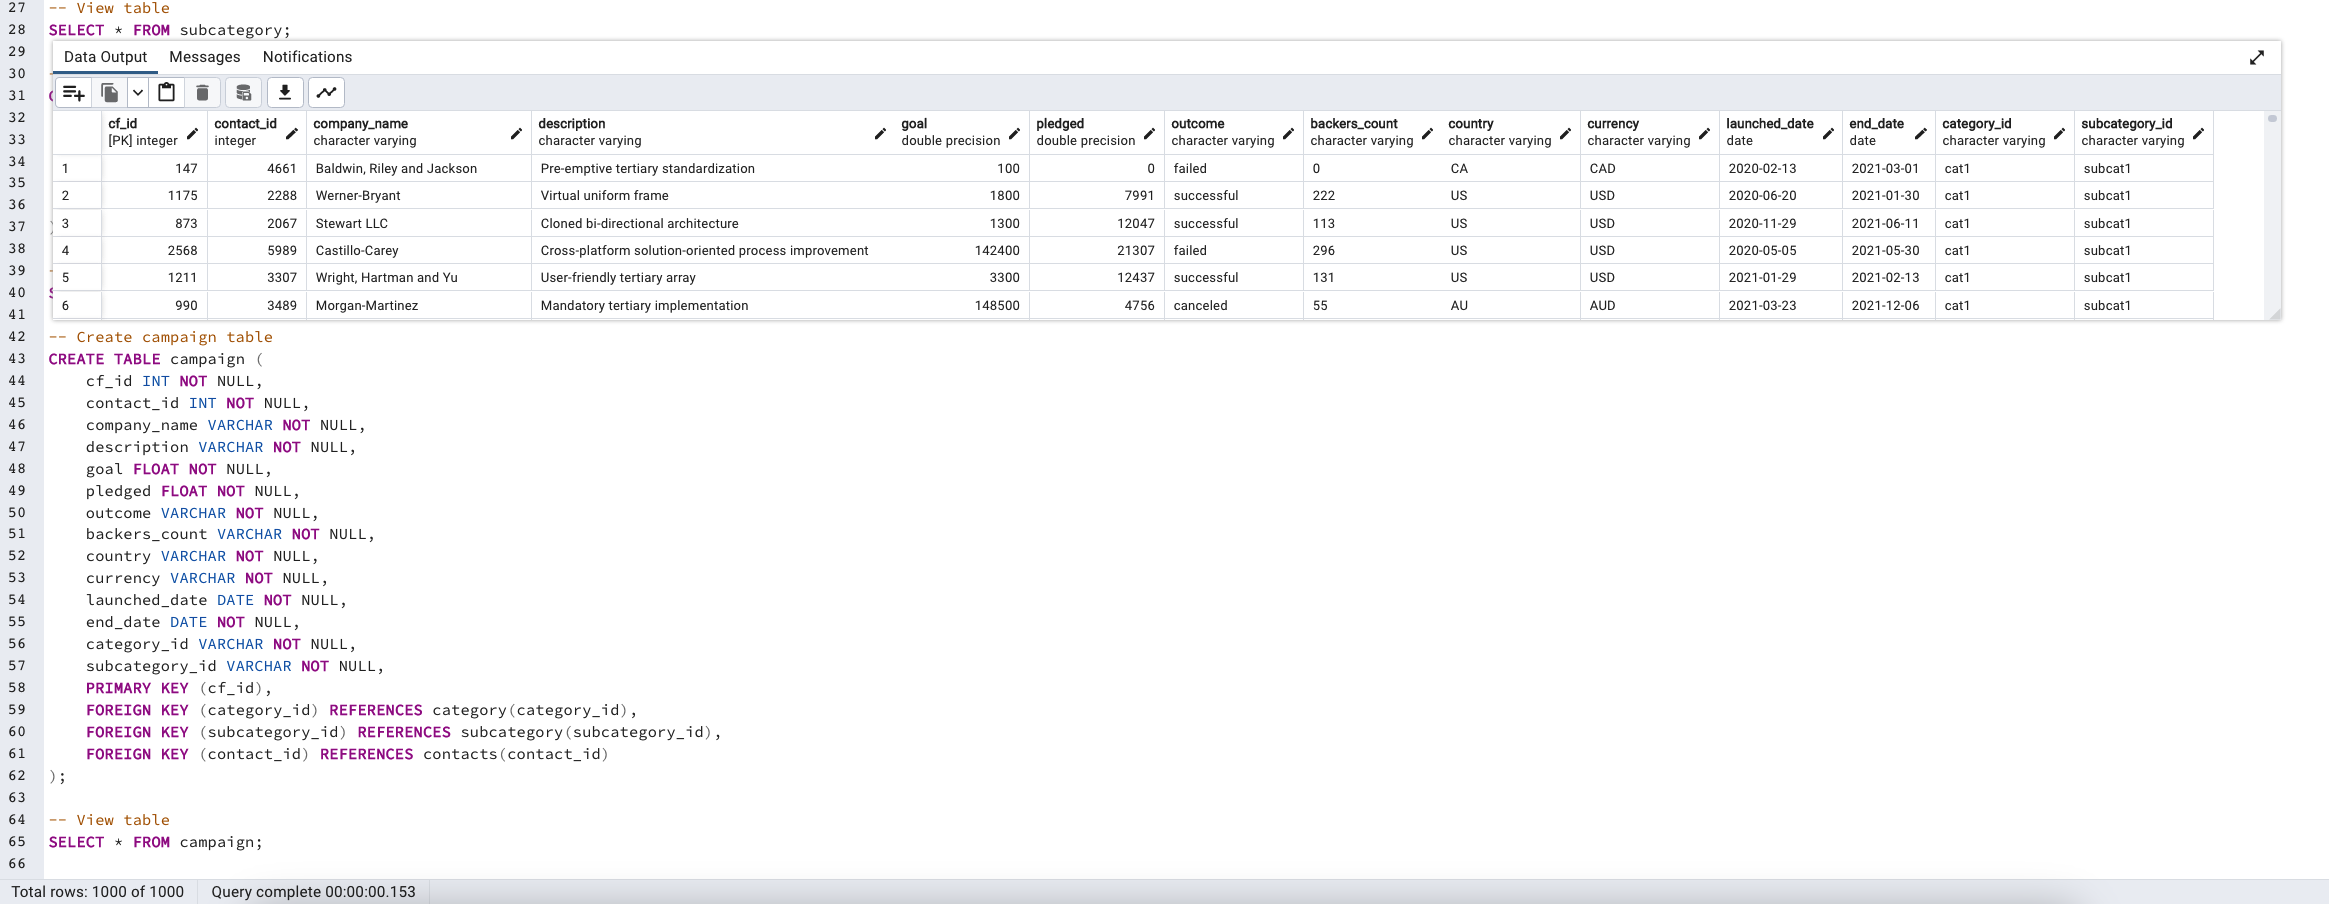 27 -- View table
28 SELECT * FROM subcategory;
29 Data Output Messages Notifications
30
31
32 cf_id contact_id company_name description goal pledged outcome backers_count country currency launched_date end_date category_id subcategory_id
33 [PK] integer integer character varying character varying double precision double precision character varying character varying character varying character varying date date character varying character varying
34 1 147 4661 Baldwin, Riley and Jackson Pre-emptive tertiary standardization 100 0 failed 0 CA CAD 2020-02-13 2021-03-01 cat1 subcat1
35 2 1175 2288 Werner-Bryant Virtual uniform frame 1800 7991 successful 222 US USD 2020-06-20 2021-01-30 cat1 subcat1
36
37 ) 3 873 2067 Stewart LLC Cloned bi-directional architecture 1300 12047 successful 113 US USD 2020-11-29 2021-06-11 cat1 subcat1
38 4 2568 5989 Castillo-Carey Cross-platform solution-oriented process improvement 142400 21307 failed 296 US USD 2020-05-05 2021-05-30 cat1 subcat1
39 5 1211 3307 Wright, Hartman and Yu User-friendly tertiary array 3300 12437 successful 131 US USD 2021-01-29 2021-02-13 cat1 subcat1
40
41 6 990 3489 Morgan-Martinez Mandatory tertiary implementation 148500 4756 canceled 55 AU AUD 2021-03-23 2021-12-06 cat1 subcat1
42 -- Create campaign table
43 CREATE TABLE campaign (
44 cf_id INT NOT NULL,
45 contact_id INT NOT NULL,
46 company_name VARCHAR NOT NULL,
47 description VARCHAR NOT NULL,
48 goal FLOAT NOT NULL,
49 pledged FLOAT NOT NULL,
50 outcome VARCHAR NOT NULL,
51 backers_count VARCHAR NOT NULL,
52 country VARCHAR NOT NULL,
53 currency VARCHAR NOT NULL,
54 launched_date DATE NOT NULL,
55 end_date DATE NOT NULL,
56 category_id VARCHAR NOT NULL,
57 subcategory_id VARCHAR NOT NULL,
58 PRIMARY KEY (cf_id),
59 FOREIGN KEY (category_id) REFERENCES category(category_id),
60 FOREIGN KEY (subcategory_id) REFERENCES subcategory(subcategory_id),
61 FOREIGN KEY (contact_id) REFERENCES contacts(contact_id)
62 );
63
64 -- View table
65 SELECT * FROM campaign;
66
Total rows: 1000 of 1000 Query complete 00:00:00.153